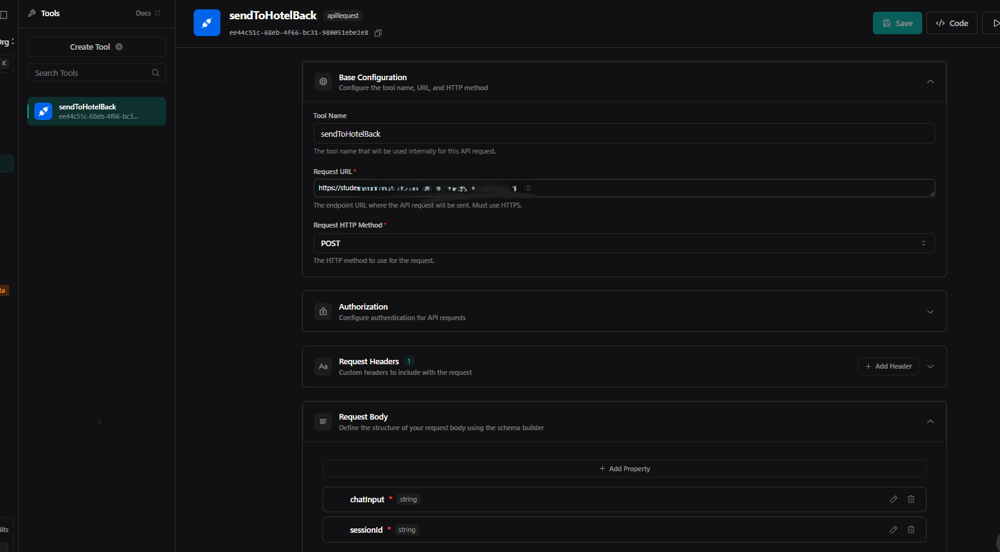 Tools
Docs
Org
K
Create Tool
Search Tools
sendToHotelBack
ee44c51c-68eb-4f66-bc3...
ta
lits
sendToHotelBack apiRequest
ee44c51c-68eb-4f66-bc31-980051ebe2e8
Save
Code
Base Configuration
Configure the tool name, URL, and HTTP method
Tool Name
sendToHotelBack
The tool name that will be used internally for this API request.
Request URL*
https://studen
The endpoint URL where the API request will be sent. Must use HTTPS.
Request HTTP Method*
POST
The HTTP method to use for the request.
Authorization
Configure authentication for API requests
Aa
Request Headers 1
Custom headers to include with the request
Add Header
Request Body
Define the structure of your request body using the schema builder
Add Property
chatInput * string
sessionId * string